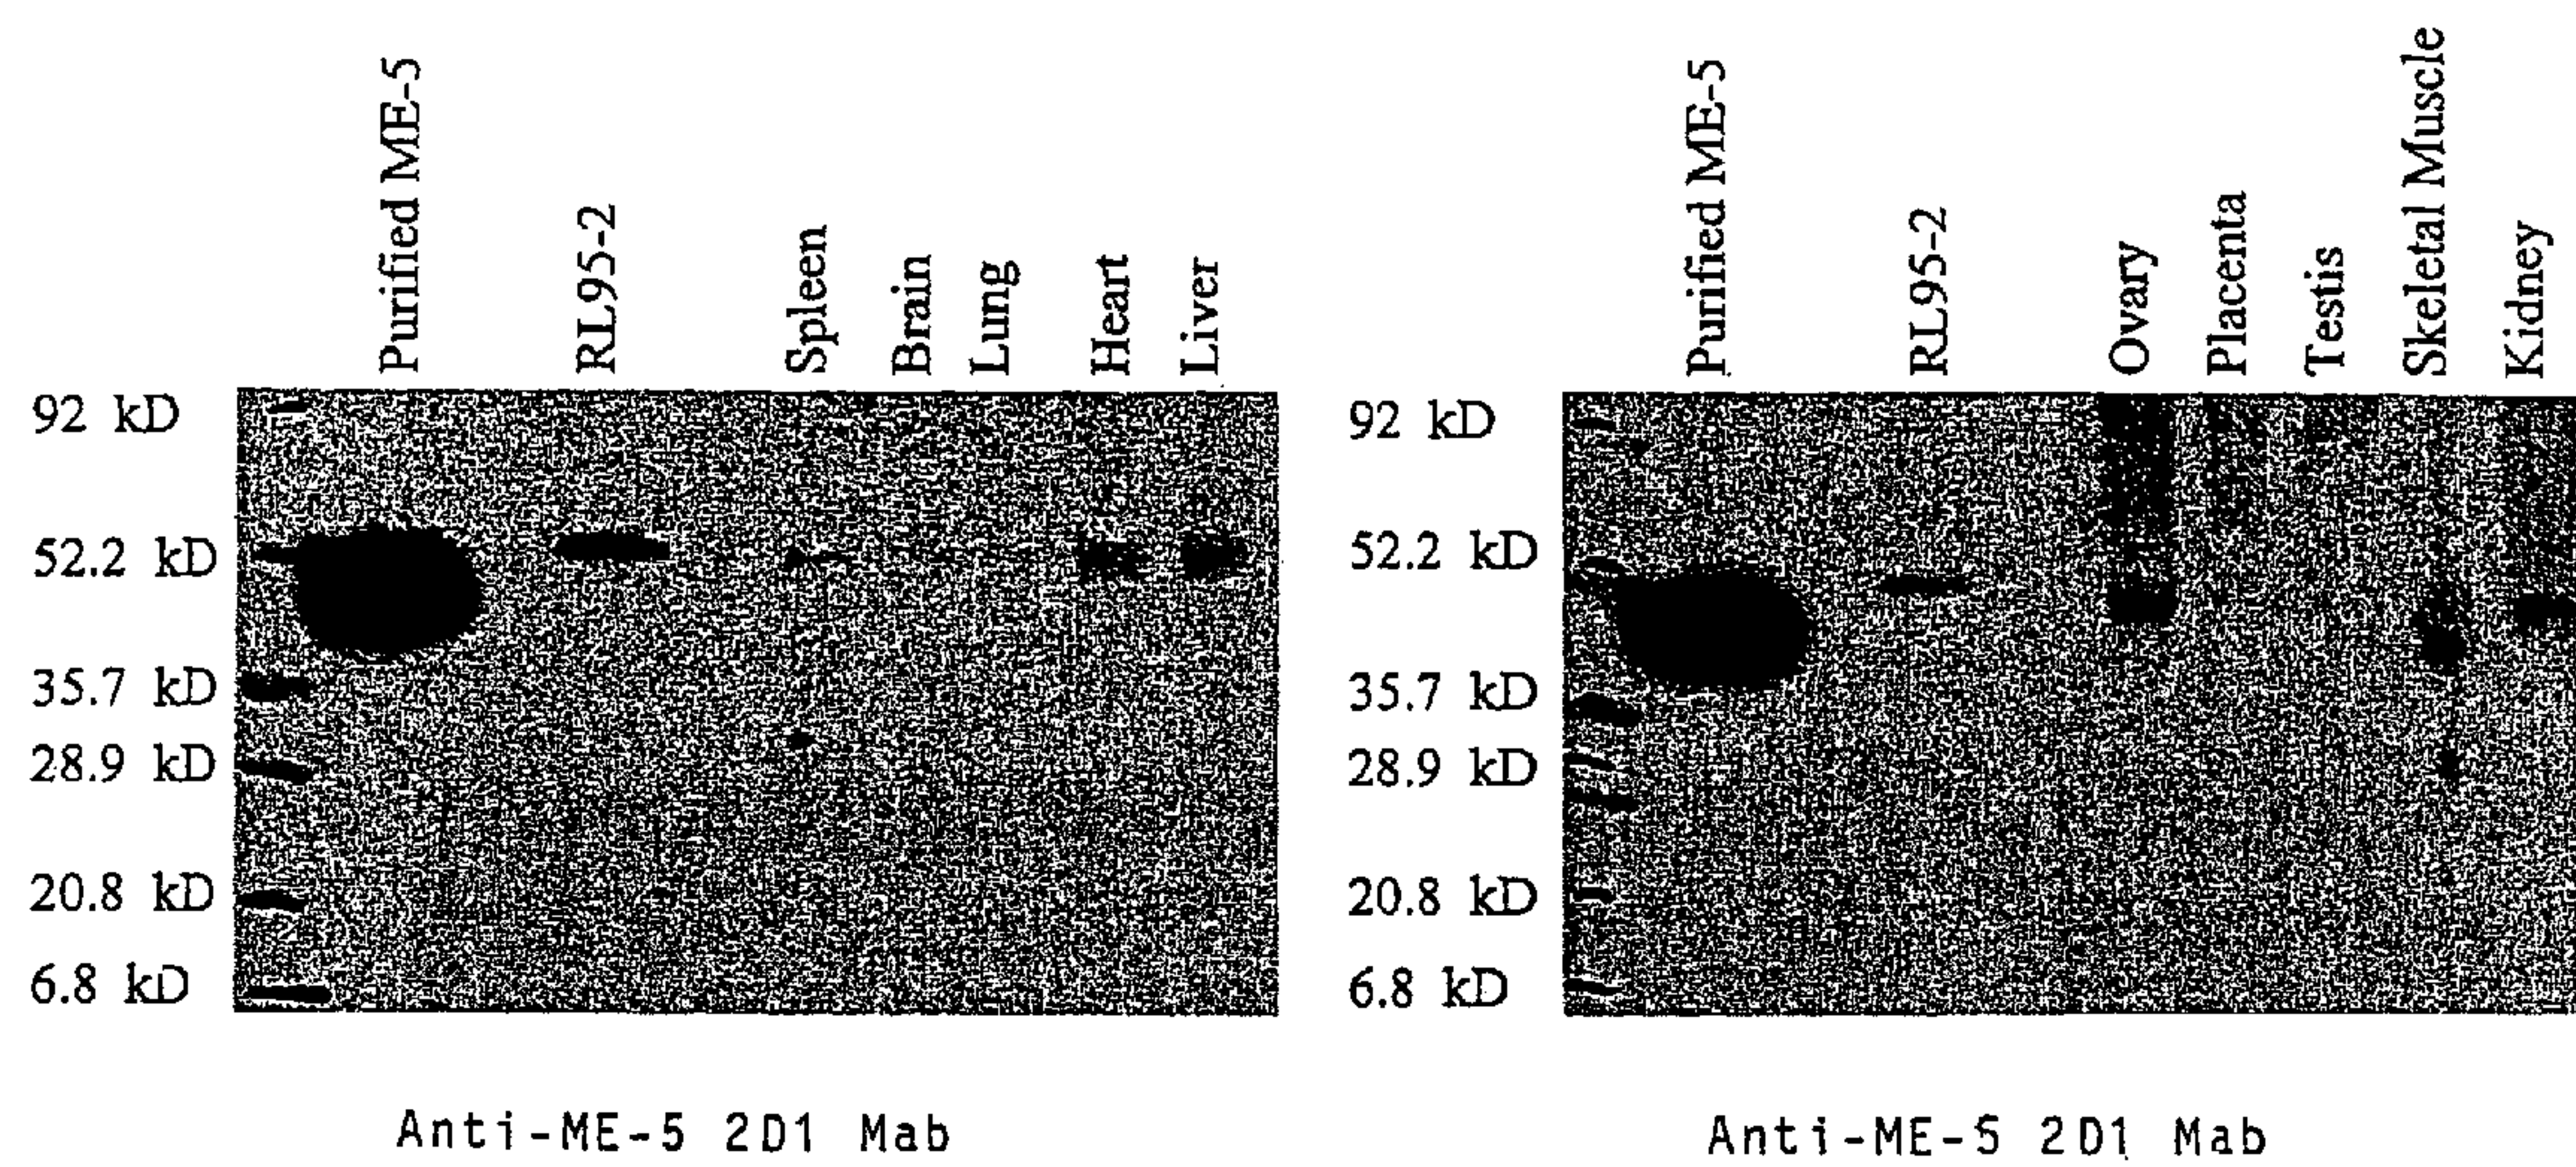 Purified ME-5
RL95-2
Spleen
Brain
Lung
Heart
Liver
92 kD
52.2 kD
35.7 kD
28.9 kD
20.8 kD
6.8 kD
Anti-ME-5 2D1 Mab
Purified ME-5
RL95-2
Ovary
Placenta
Testis
Skeletal Muscle
Kidney
92 kD
52.2 kD
35.7 kD
28.9 kD
20.8 kD
6.8 kD
Anti-ME-5 2D1 Mab